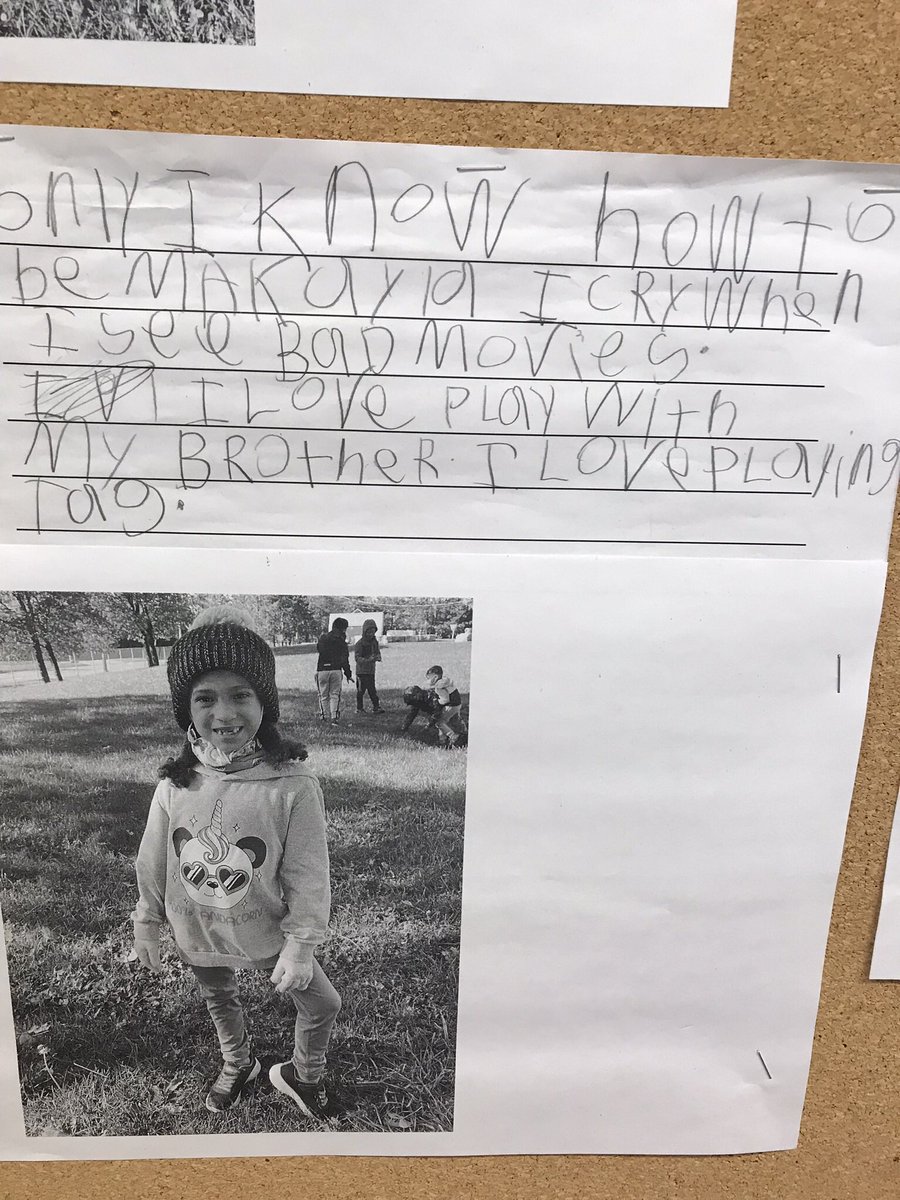 only I know how to
be MAKayla I CRY when
I see BaD Movies.
I LOve PLay with
My BROther. I LOve PLaying
Tag.